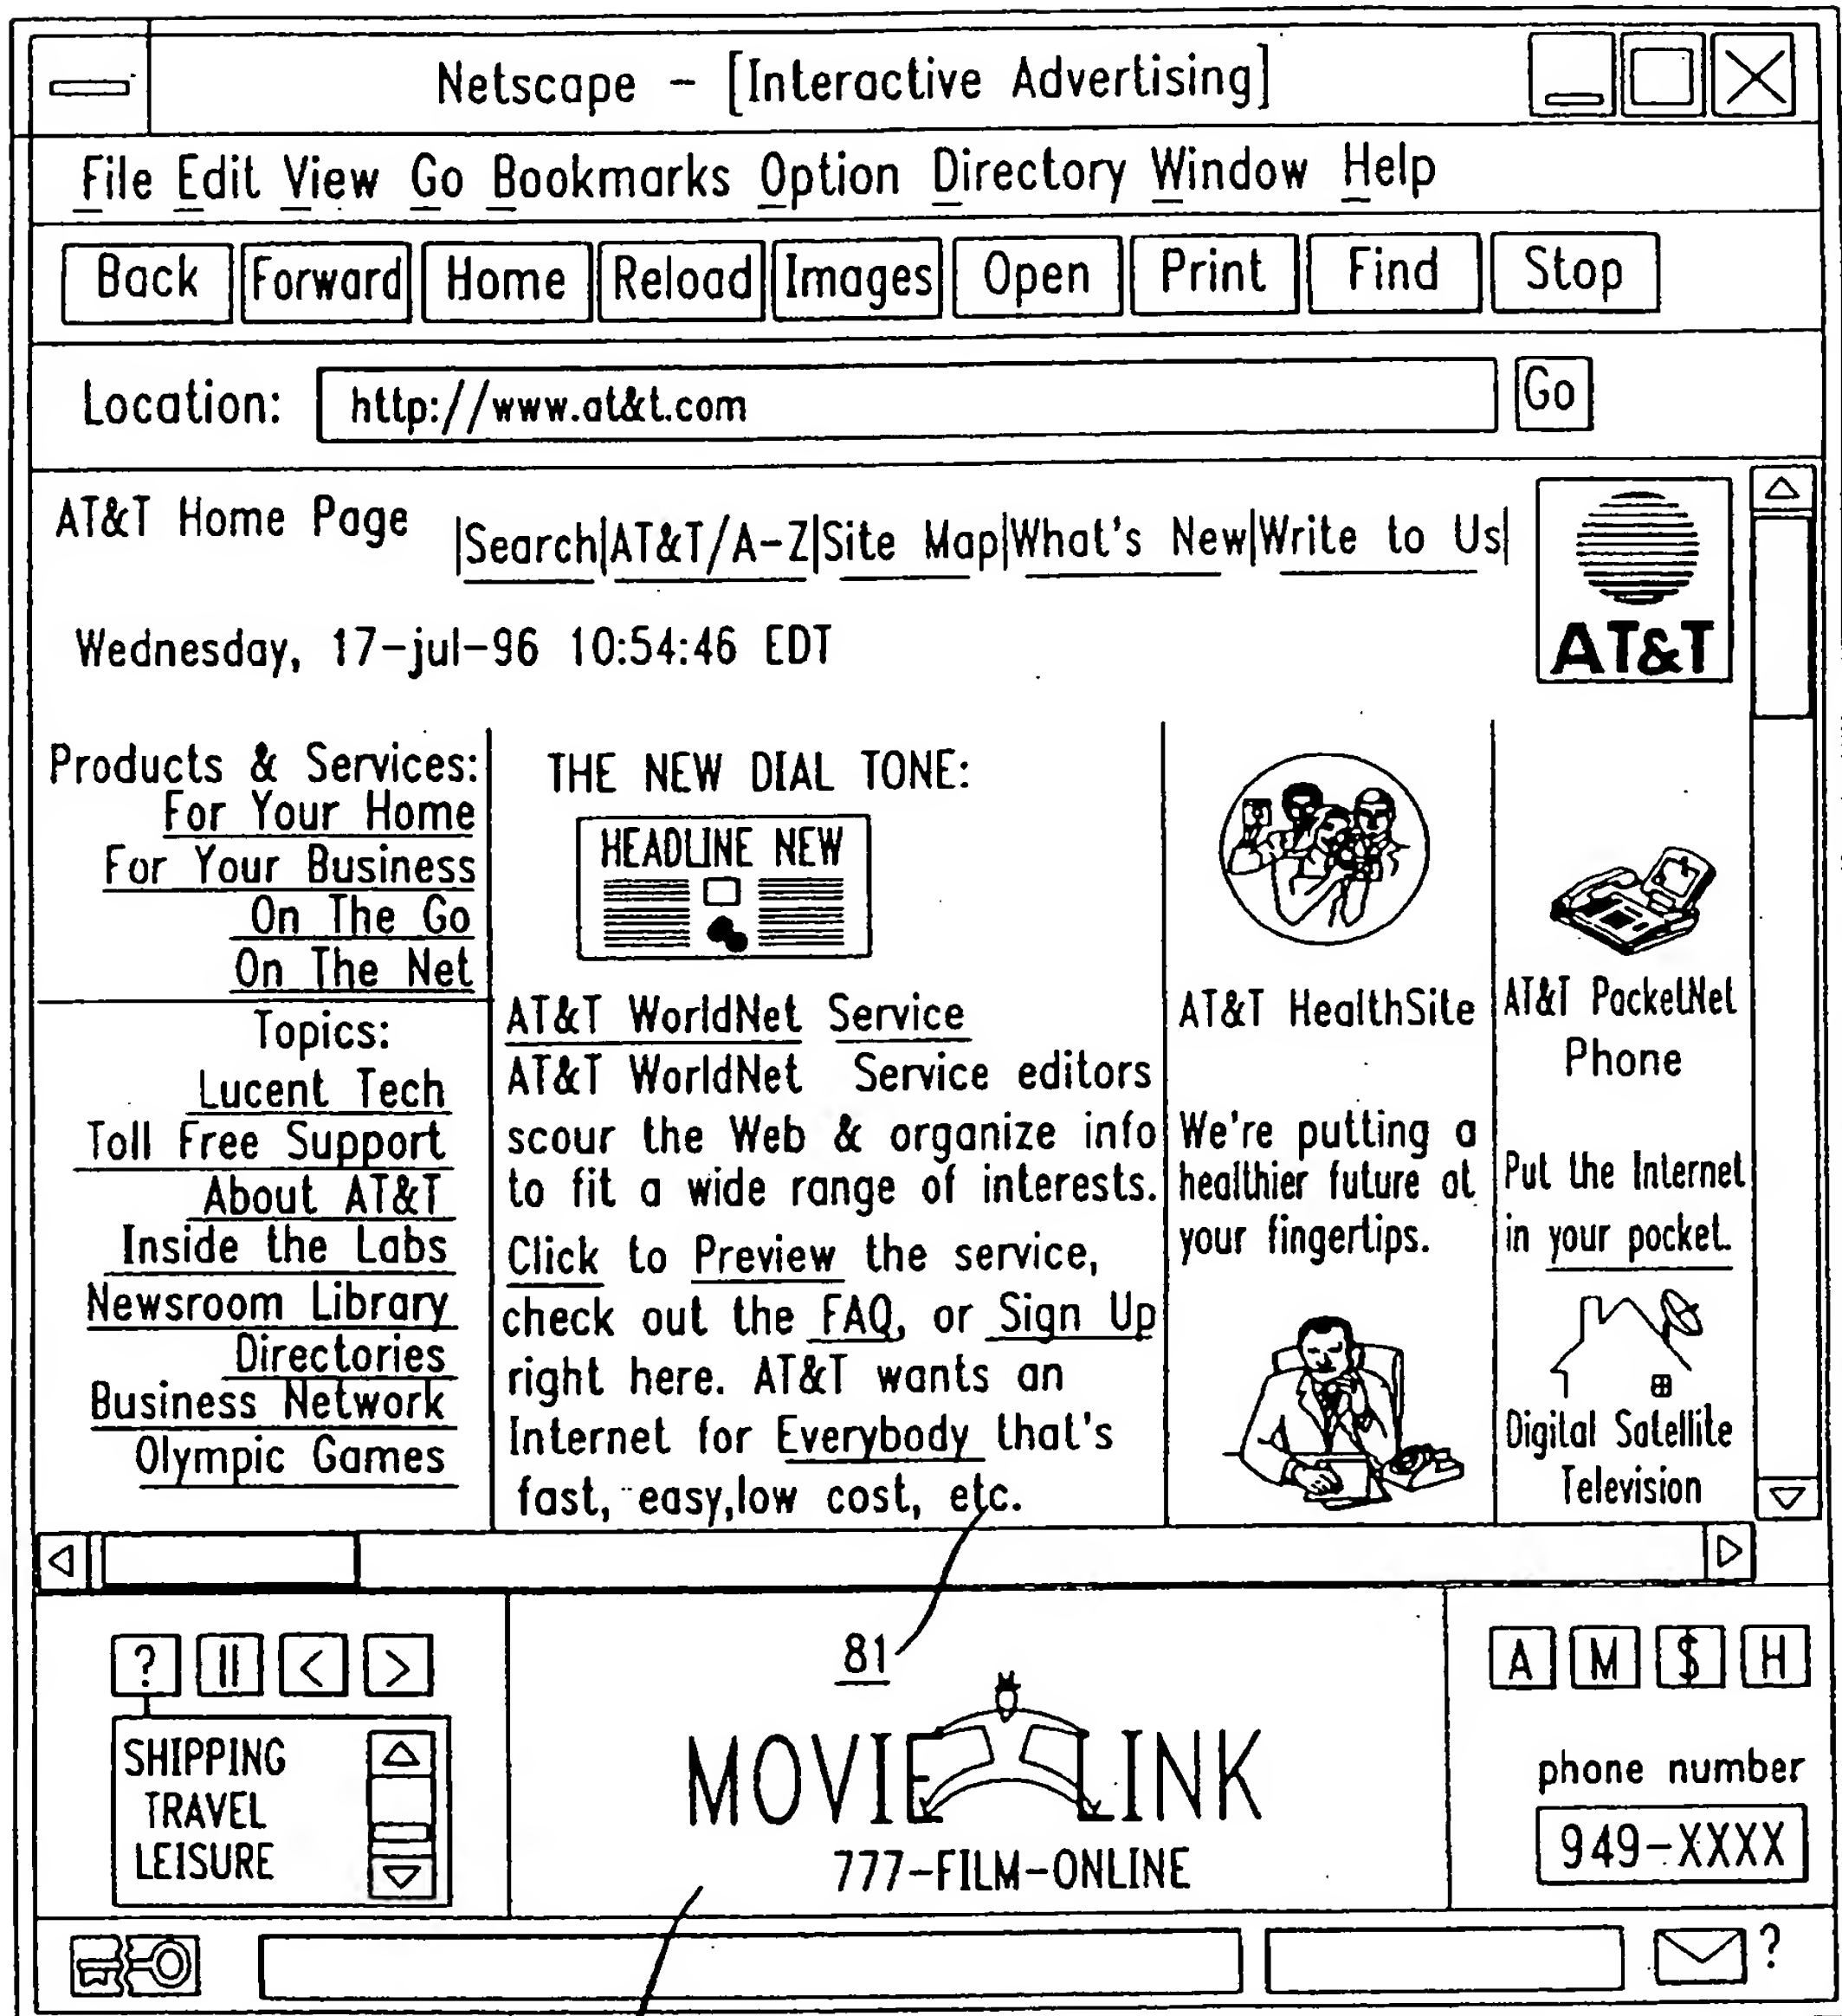 Netscape - [Interactive Advertising]
File Edit View Go Bookmarks Option Directory Window Help
Back Forward Home Reload Images Open Print Find Stop
Location: http://www.at&t.com Go
AT&T Home Page |Search|AT&T/A-Z|Site Map|What's New|Write to Us|
AT&T
Wednesday, 17-jul-96 10:54:46 EDT
Products & Services:
For Your Home
For Your Business
On The Go
On The Net
Topics:
Lucent Tech
Toll Free Support
About AT&T
Inside the Labs
Newsroom Library
Directories
Business Network
Olympic Games
THE NEW DIAL TONE:
HEADLINE NEW
AT&T WorldNet Service
AT&T WorldNet Service editors
scour the Web & organize info
to fit a wide range of interests.
Click to Preview the service,
check out the FAQ, or Sign Up
right here. AT&T wants an
Internet for Everybody that's
fast, easy,low cost, etc.
AT&T HealthSite
We're putting a
healthier future at
your fingertips.
AT&T PocketNet
Phone
Put the Internet
in your pocket.
Digital Satellite
Television
? || < >
SHIPPING
TRAVEL
LEISURE
81
MOVIE LINK
777-FILM-ONLINE
A M $ H
phone number
949-XXXX
?